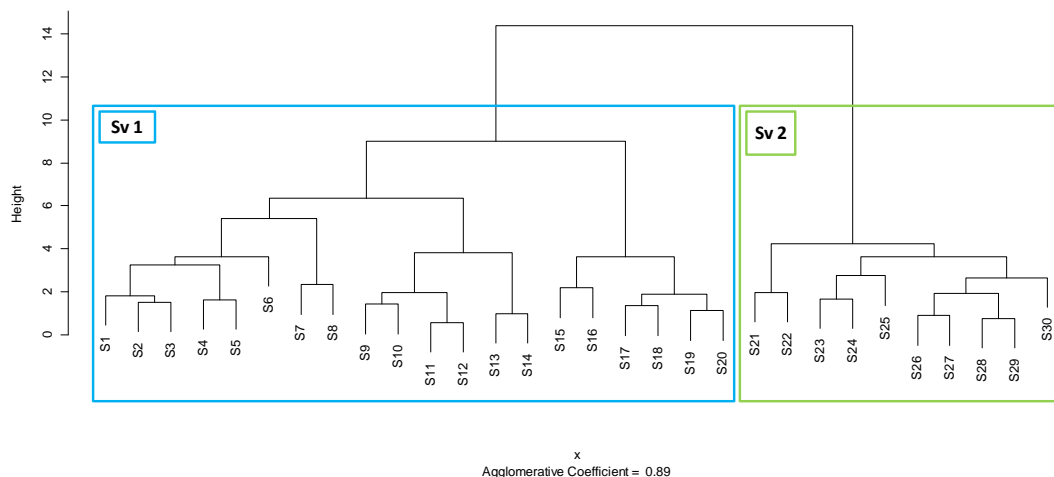 14
12
10
8
6
4
2
0
Height
Sv 1
Sv 2
S1
S2
S3
S4
S5
S6
S7
S8
S9
S10
S11
S12
S13
S14
S15
S16
S17
S18
S19
S20
S21
S22
S23
S24
S25
S26
S27
S28
S29
S30
x
Agglomerative Coefficient = 0.89